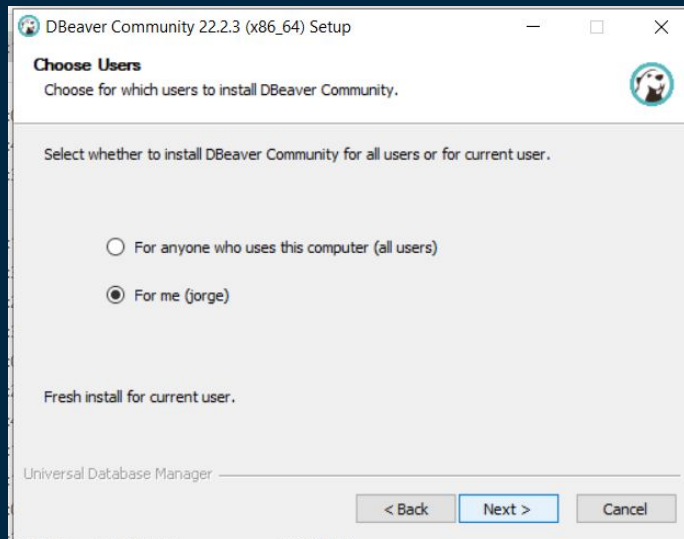 DBeaver Community 22.2.3 (x86_64) Setup
Choose Users
Choose for which users to install DBeaver Community.
Select whether to install DBeaver Community for all users or for current user.
For anyone who uses this computer (all users)
For me (jorge)
Fresh install for current user.
Universal Database Manager
< Back Next > Cancel